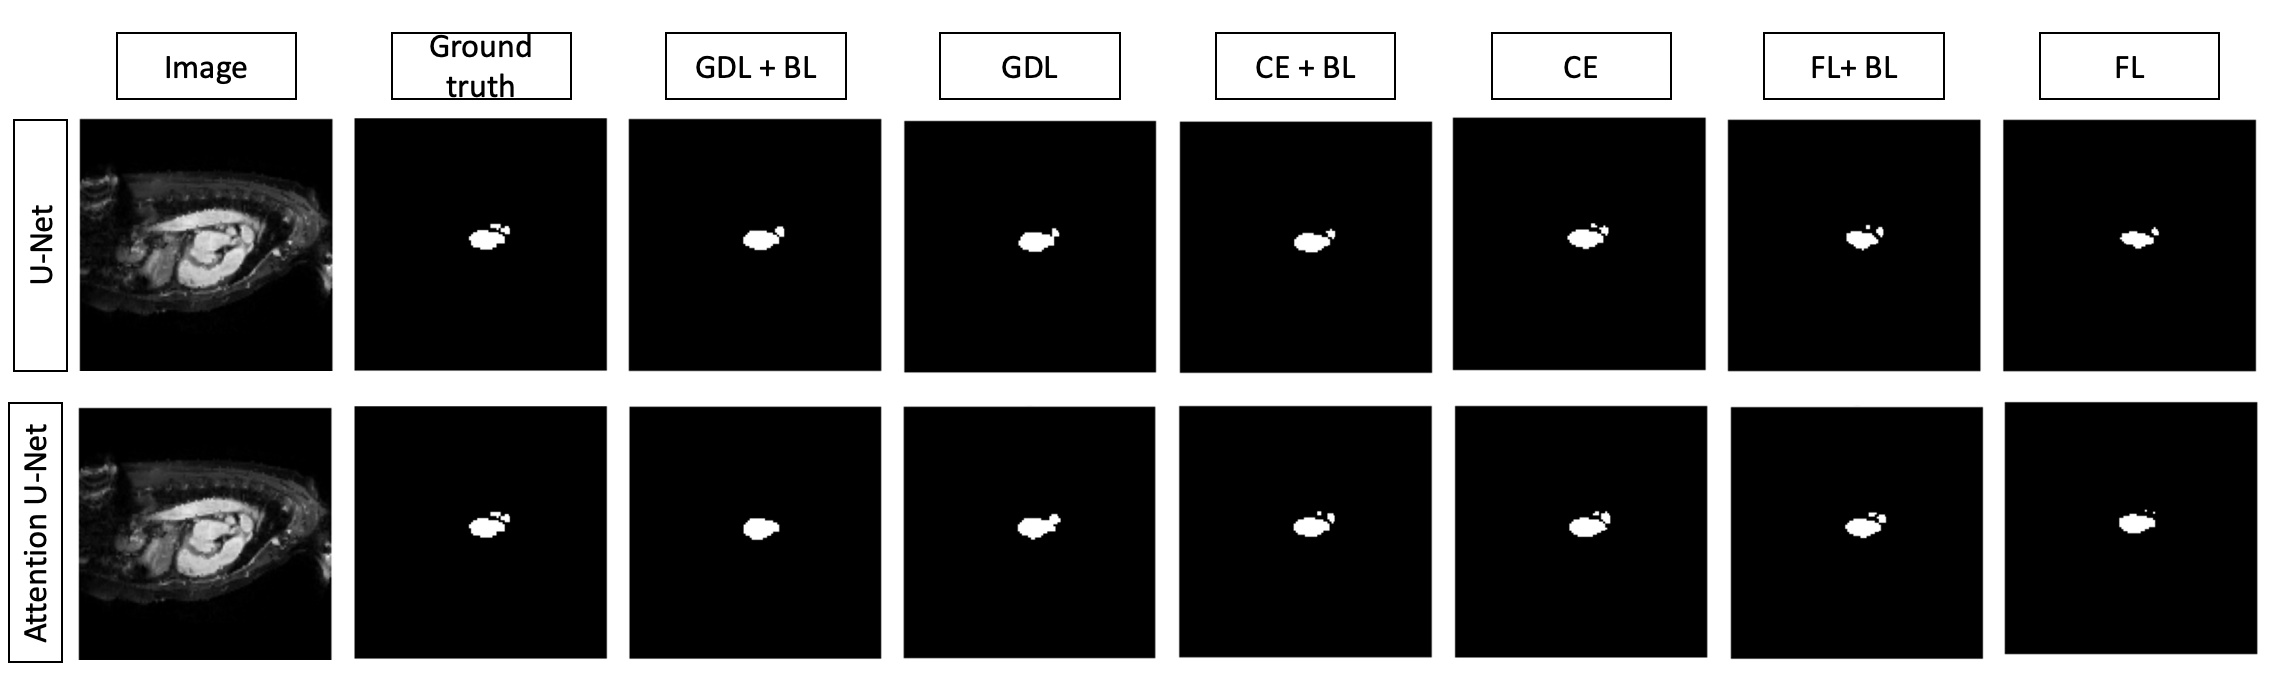 Image
Ground
truth
GDL + BL
GDL
CE + BL
CE
FL+ BL
FL
U-Net
Attention U-Net